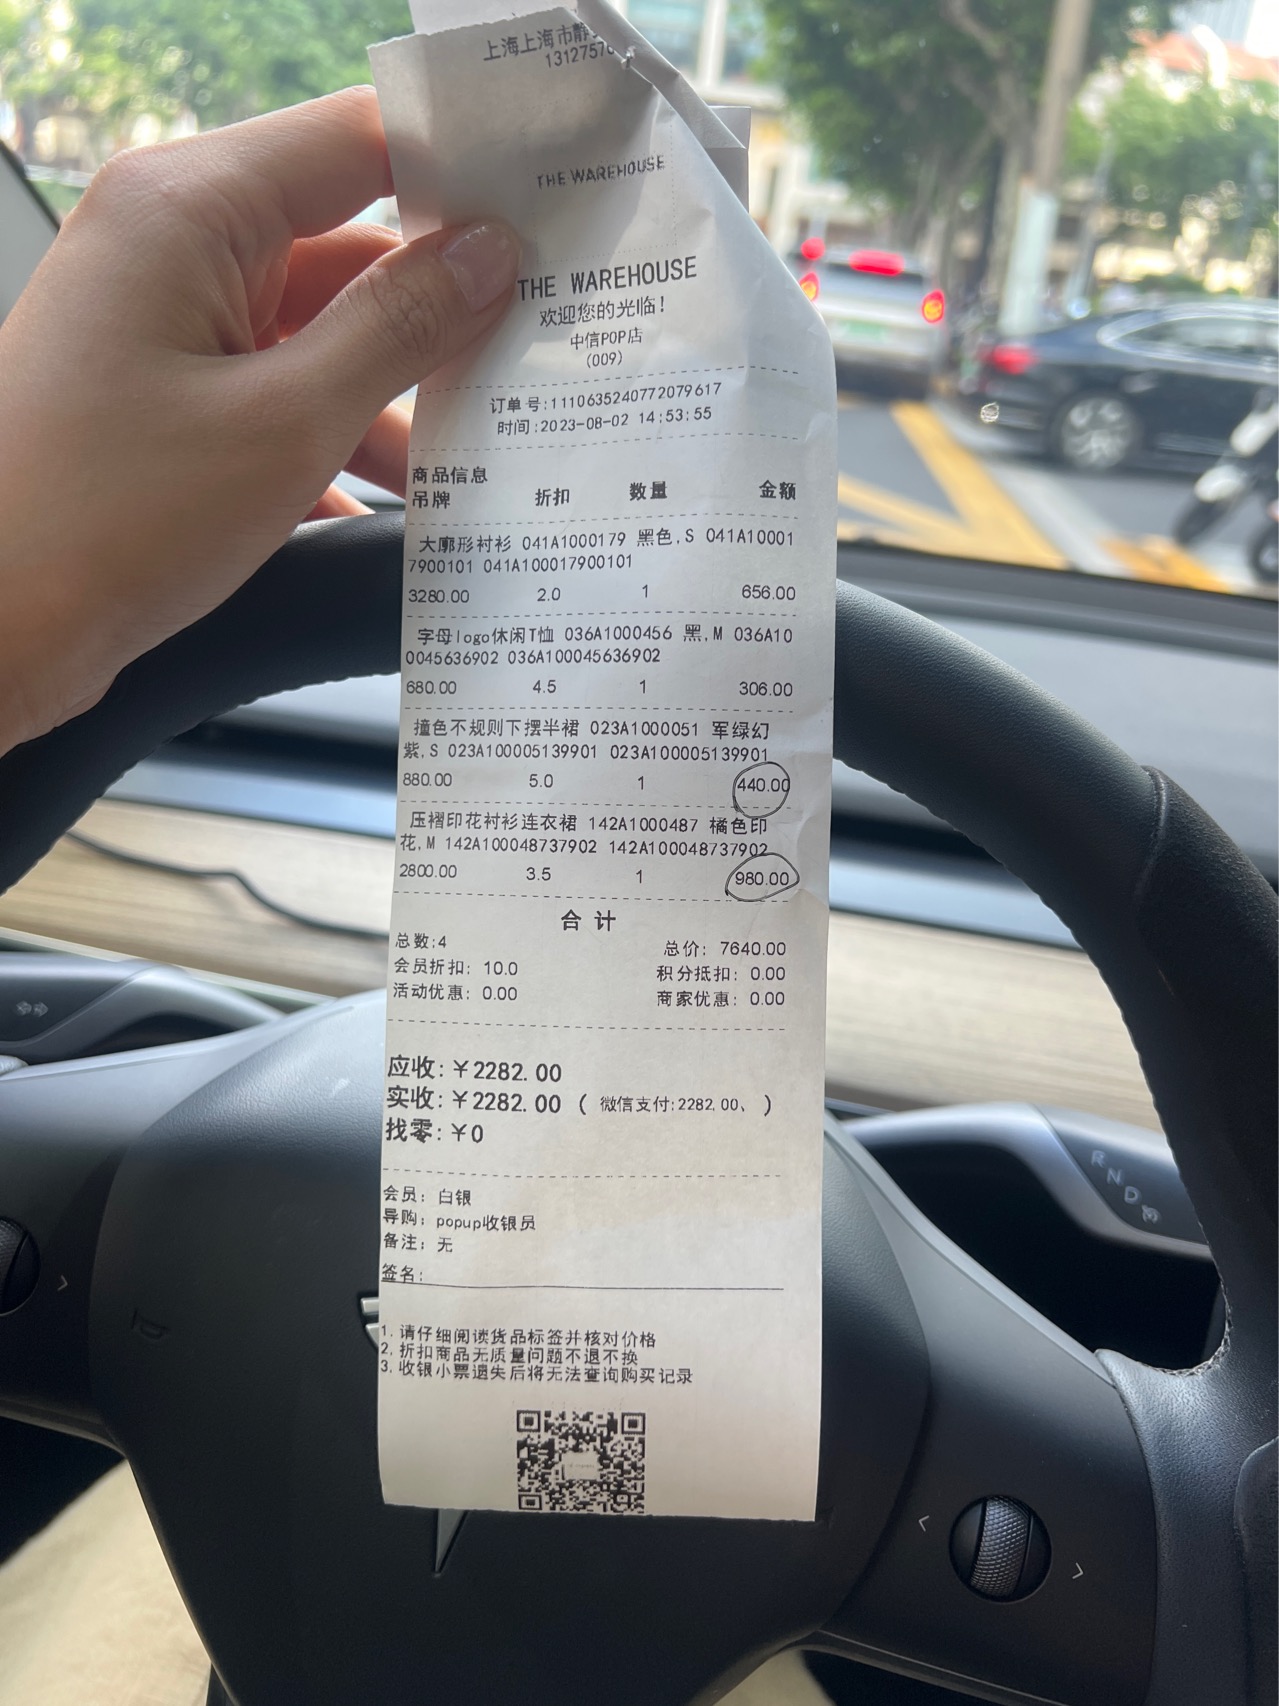 上海上海市静
1312757
THE WAREHOUSE
THE WAREHOUSE
欢迎您的光临!
中信POP店
(009)
订单号:1110635240772079617
时间:2023-08-02 14:53:55
商品信息
吊牌 折扣 数量 金额
大廓形衬衫 041A1000179 黑色,S 041A10001
7900101 041A100017900101
3280.00 2.0 1 656.00
字母logo休闲T恤 036A1000456 黑,M 036A10
0045636902 036A100045636902
680.00 4.5 1 306.00
撞色不规则下摆半裙 023A1000051 军绿幻
紫,S 023A100005139901 023A100005139901
880.00 5.0 1 440.00
压褶印花衬衫连衣裙 142A1000487 橘色印
花,M 142A100048737902 142A100048737902
2800.00 3.5 1 980.00
合计
总数:4 总价: 7640.00
会员折扣: 10.0 积分抵扣: 0.00
活动优惠: 0.00 商家优惠: 0.00
应收:￥2282.00
实收:￥2282.00 ( 微信支付:2282.00、 )
找零:￥0
会员: 白银
导购: popup收银员
备注: 无
签名:
1. 请仔细阅读货品标签并核对价格
2. 折扣商品无质量问题不退不换
3. 收银小票遗失后将无法查询购买记录
R
N
D